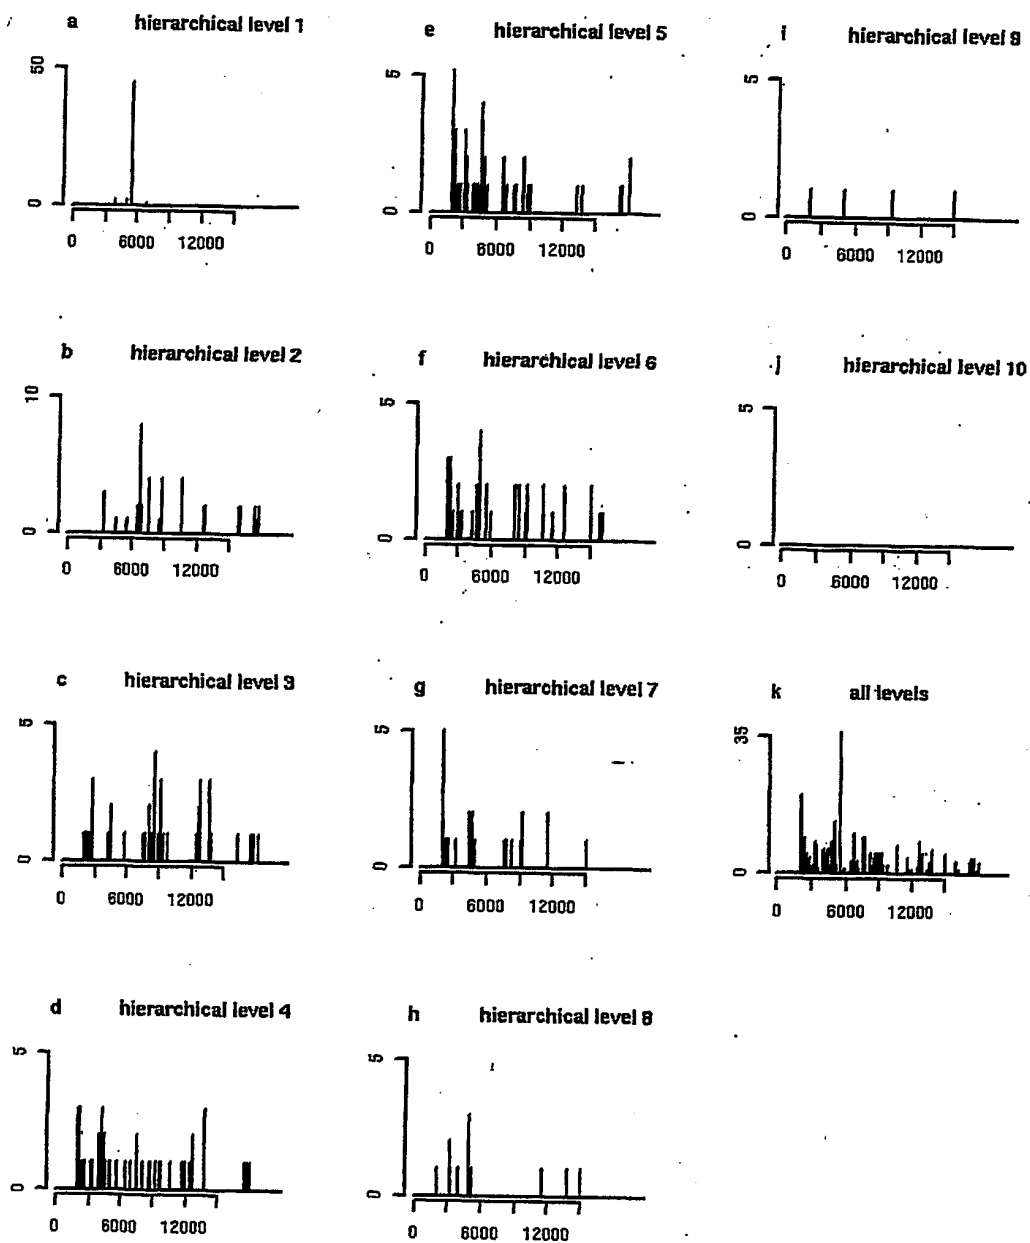 a hierarchical level 1
50
0
0 6000 12000
b hierarchical level 2
10
0
0 6000 12000
c hierarchical level 3
5
0
0 6000 12000
d hierarchical level 4
5
0
0 6000 12000
e hierarchical level 5
5
0
0 6000 12000
f hierarchical level 6
5
0
0 6000 12000
g hierarchical level 7
5
0
0 6000 12000
h hierarchical level 8
5
0
0 6000 12000
i hierarchical level 9
5
0
0 6000 12000
j hierarchical level 10
5
0
0 6000 12000
k all levels
35
0
0 6000 12000